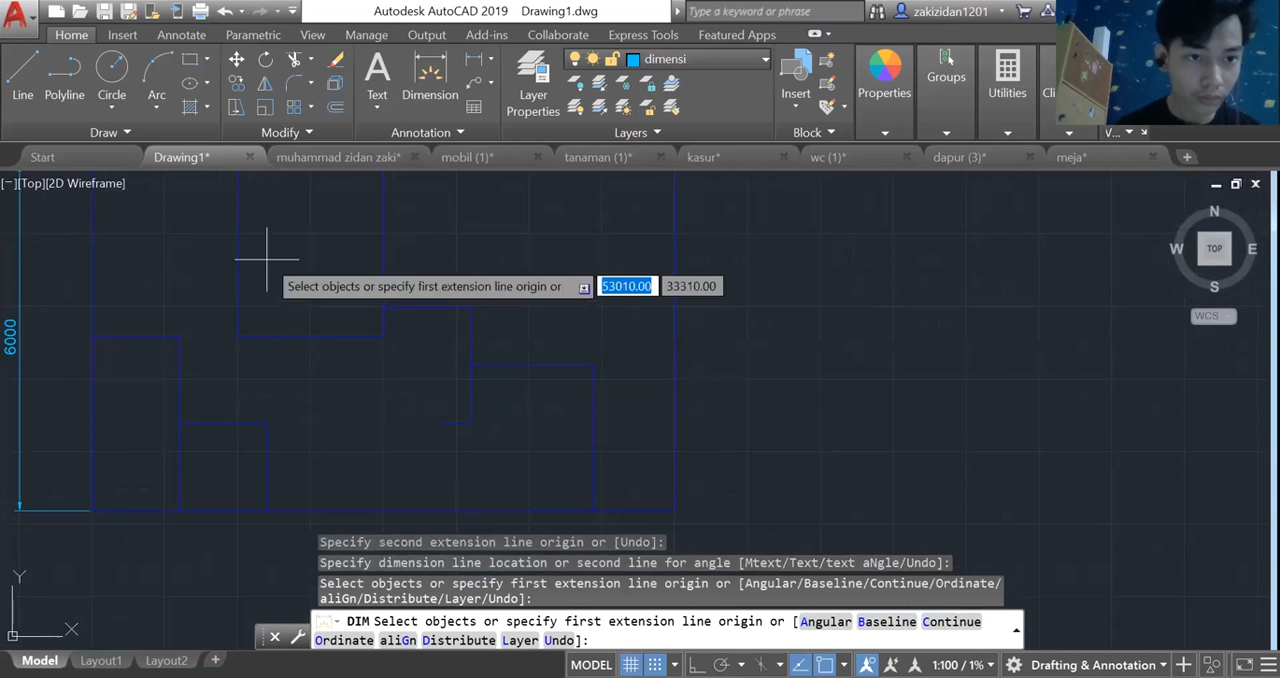 Autodesk AutoCAD 2019 Drawing1.dwg
Type a keyword or phrase
zakizidan1201
Home Insert Annotate Parametric View Manage Output Add-ins Collaborate Express Tools Featured Apps
Line Polyline Circle Arc
Text Dimension
Layer
Properties
dimensi
Insert
Properties
Groups
Utilities
Draw
Modify
Annotation
Layers
Block
V...
Start
Drawing1*
muhammad zidan zaki*
mobil (1)*
tanaman (1)*
kasur*
wc (1)*
dapur (3)*
meja*
[−][Top][2D Wireframe]
N
W
TOP
E
S
WCS
Select objects or specify first extension line origin or
53010.00
33310.00
6000
Specify second extension line origin or [Undo]:
Specify dimension line location or second line for angle [Mtext/Text/text aNgle/Undo]:
Select objects or specify first extension line origin or [Angular/Baseline/Continue/Ordinate/
aliGn/Distribute/Layer/Undo]:
DIM Select objects or specify first extension line origin or [Angular Baseline Continue
Ordinate aliGn Distribute Layer Undo]:
Y
X
Model Layout1 Layout2
MODEL
1:100 / 1%
Drafting & Annotation